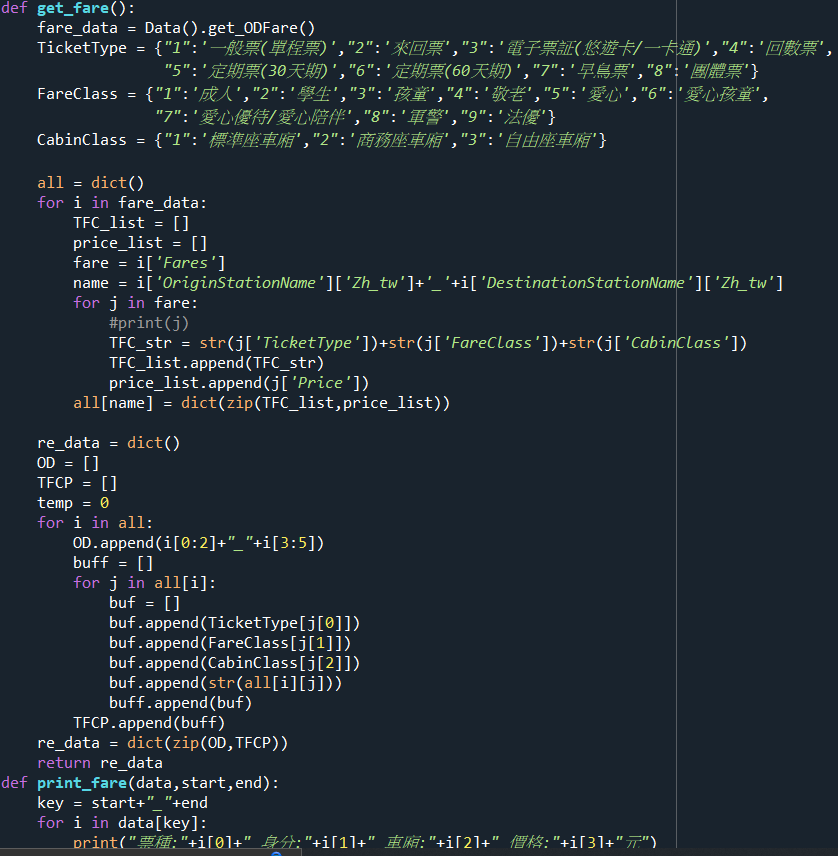 def get_fare():
    fare_data = Data().get_ODFare()
    TicketType = {"1":'一般票(單程票)',"2":'來回票',"3":'電子票証(悠遊卡/一卡通)',"4":'回數票',
                  "5":'定期票(30天期)',"6":'定期票(60天期)',"7":'早鳥票',"8":'團體票'}
    FareClass = {"1":'成人',"2":'學生',"3":'孩童',"4":'敬老',"5":'愛心',"6":'愛心孩童',
                 "7":'愛心優待/愛心陪伴',"8":'軍警',"9":'法優'}
    CabinClass = {"1":'標準座車廂',"2":'商務座車廂',"3":'自由座車廂'}
    all = dict()
    for i in fare_data:
        TFC_list = []
        price_list = []
        fare = i['Fares']
        name = i['OriginStationName']['Zh_tw']+'_'+i['DestinationStationName']['Zh_tw']
        for j in fare:
            #print(j)
            TFC_str = str(j['TicketType'])+str(j['FareClass'])+str(j['CabinClass'])
            TFC_list.append(TFC_str)
            price_list.append(j['Price'])
        all[name] = dict(zip(TFC_list,price_list))
    re_data = dict()
    OD = []
    TFCP = []
    temp = 0
    for i in all:
        OD.append(i[0:2]+"_"+i[3:5])
        buff = []
        for j in all[i]:
            buf = []
            buf.append(TicketType[j[0]])
            buf.append(FareClass[j[1]])
            buf.append(CabinClass[j[2]])
            buf.append(str(all[i][j]))
            buff.append(buf)
        TFCP.append(buff)
    re_data = dict(zip(OD,TFCP))
    return re_data
def print_fare(data,start,end):
    key = start+"_"+end
    for i in data[key]:
        print("票種:"+i[0]+" 身分:"+i[1]+" 車廂:"+i[2]+" 價格:"+i[3]+"元")